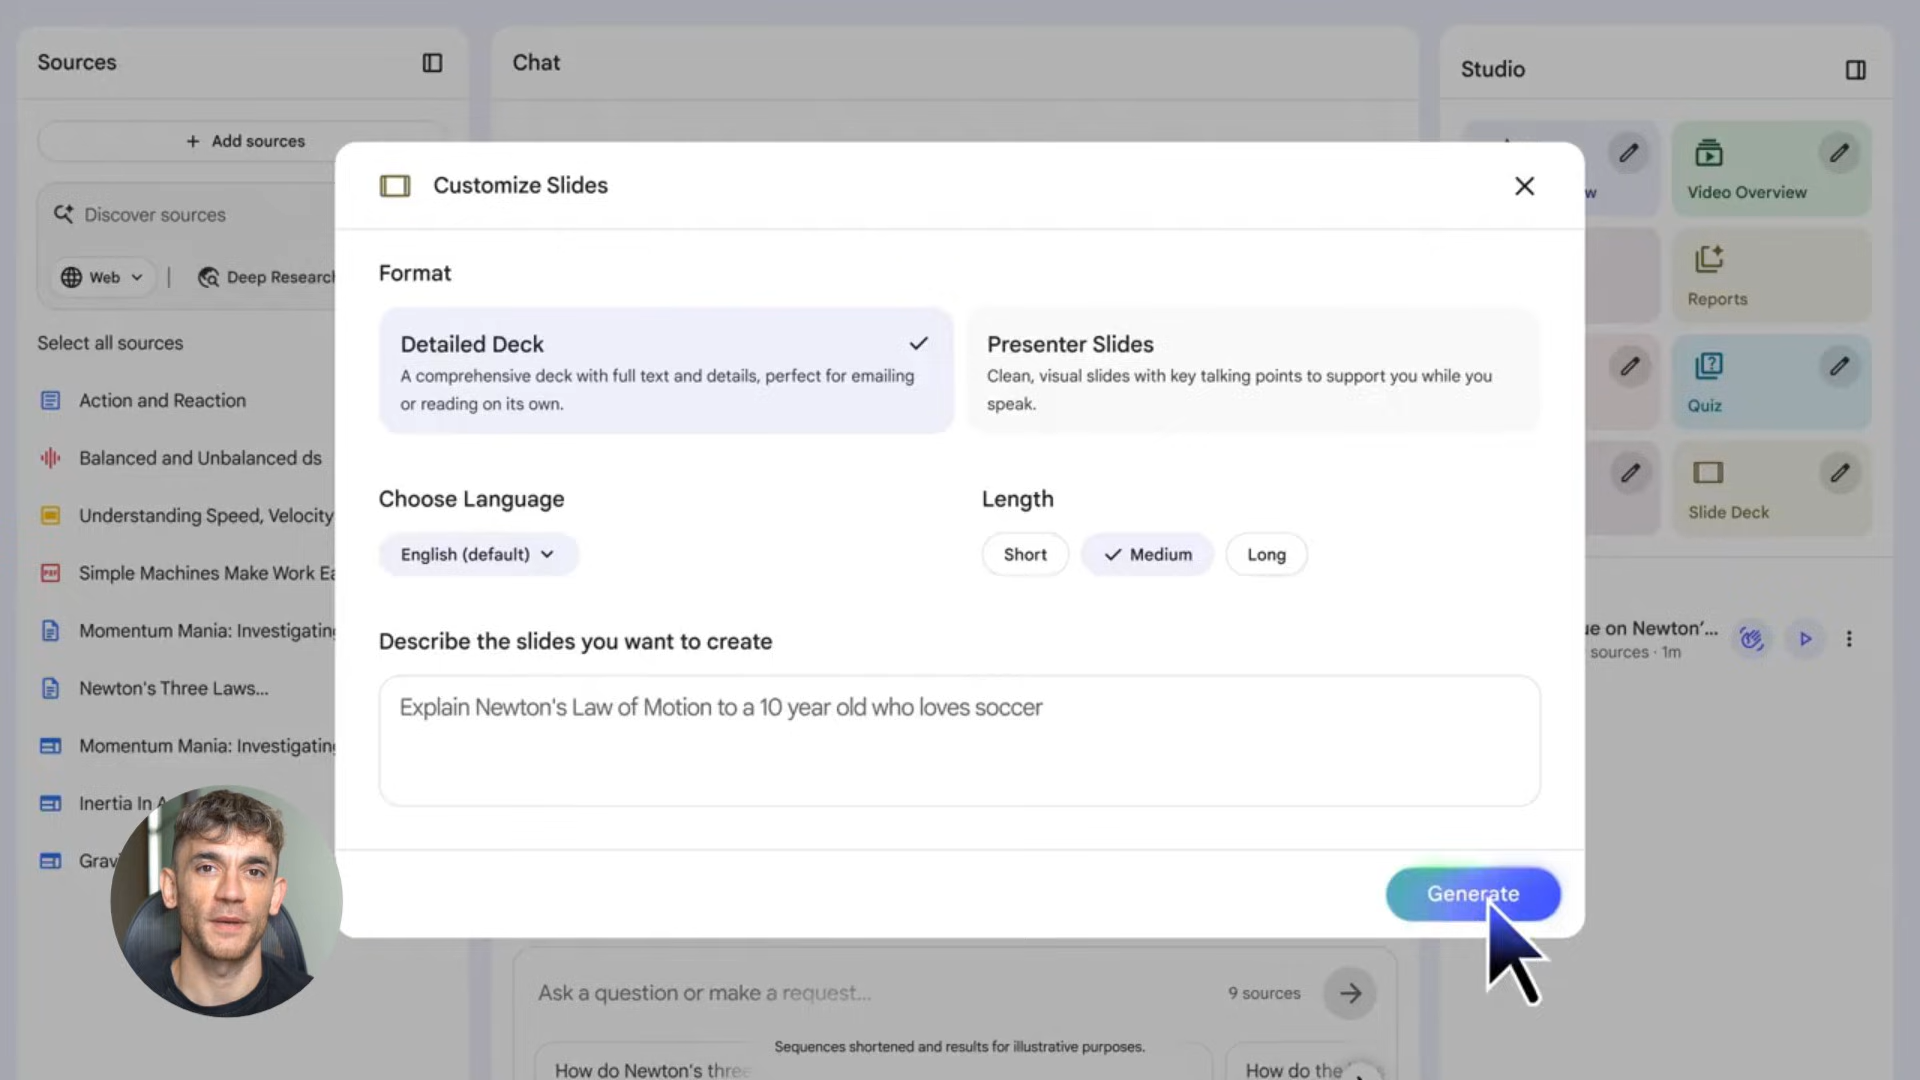 Sources
Add sources
Discover sources
Web
Deep Research
Select all sources
Action and Reaction
Balanced and Unbalanced ds
Understanding Speed, Velocity
Simple Machines Make Work
Momentum Mania: Investigating
Newton's Three Laws...
Momentum Mania: Investigating
Inertia In
Chat
Customize Slides
Format
Detailed Deck
A comprehensive deck with full text and details, perfect for emailing
or reading on its own.
Presenter Slides
Clean, visual slides with key talking points to support you while you
speak.
Choose Language
English (default)
Length
Short
Medium
Long
Describe the slides you want to create
Explain Newton's Law of Motion to a 10 year old who loves soccer
Generate
Ask a question or make a request...
9 sources
Sequences shortened and results for illustrative purposes.
How do Newton's three
How do the
Studio
Video Overview
Reports
Quiz
Slide Deck
on Newton’...
sources · 1m